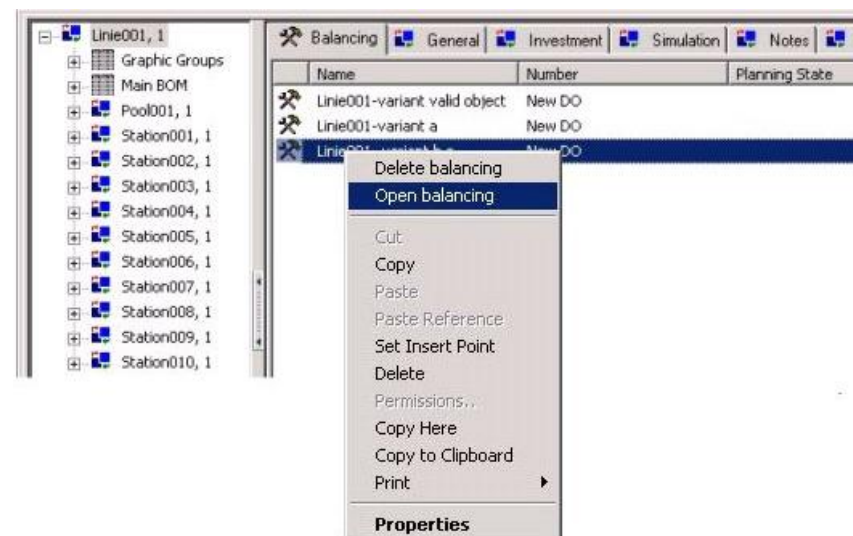 Linie001, 1
Graphic Groups
Main BOM
Pool001, 1
Station001, 1
Station002, 1
Station003, 1
Station004, 1
Station005, 1
Station006, 1
Station007, 1
Station008, 1
Station009, 1
Station010, 1
Balancing General Investment Simulation Notes
Name Number Planning State
Linie001-variant valid object New DO
Linie001-variant a New DO
New DO
Delete balancing
Open balancing
Cut
Copy
Paste
Paste Reference
Set Insert Point
Delete
Permissions..
Copy Here
Copy to Clipboard
Print
Properties